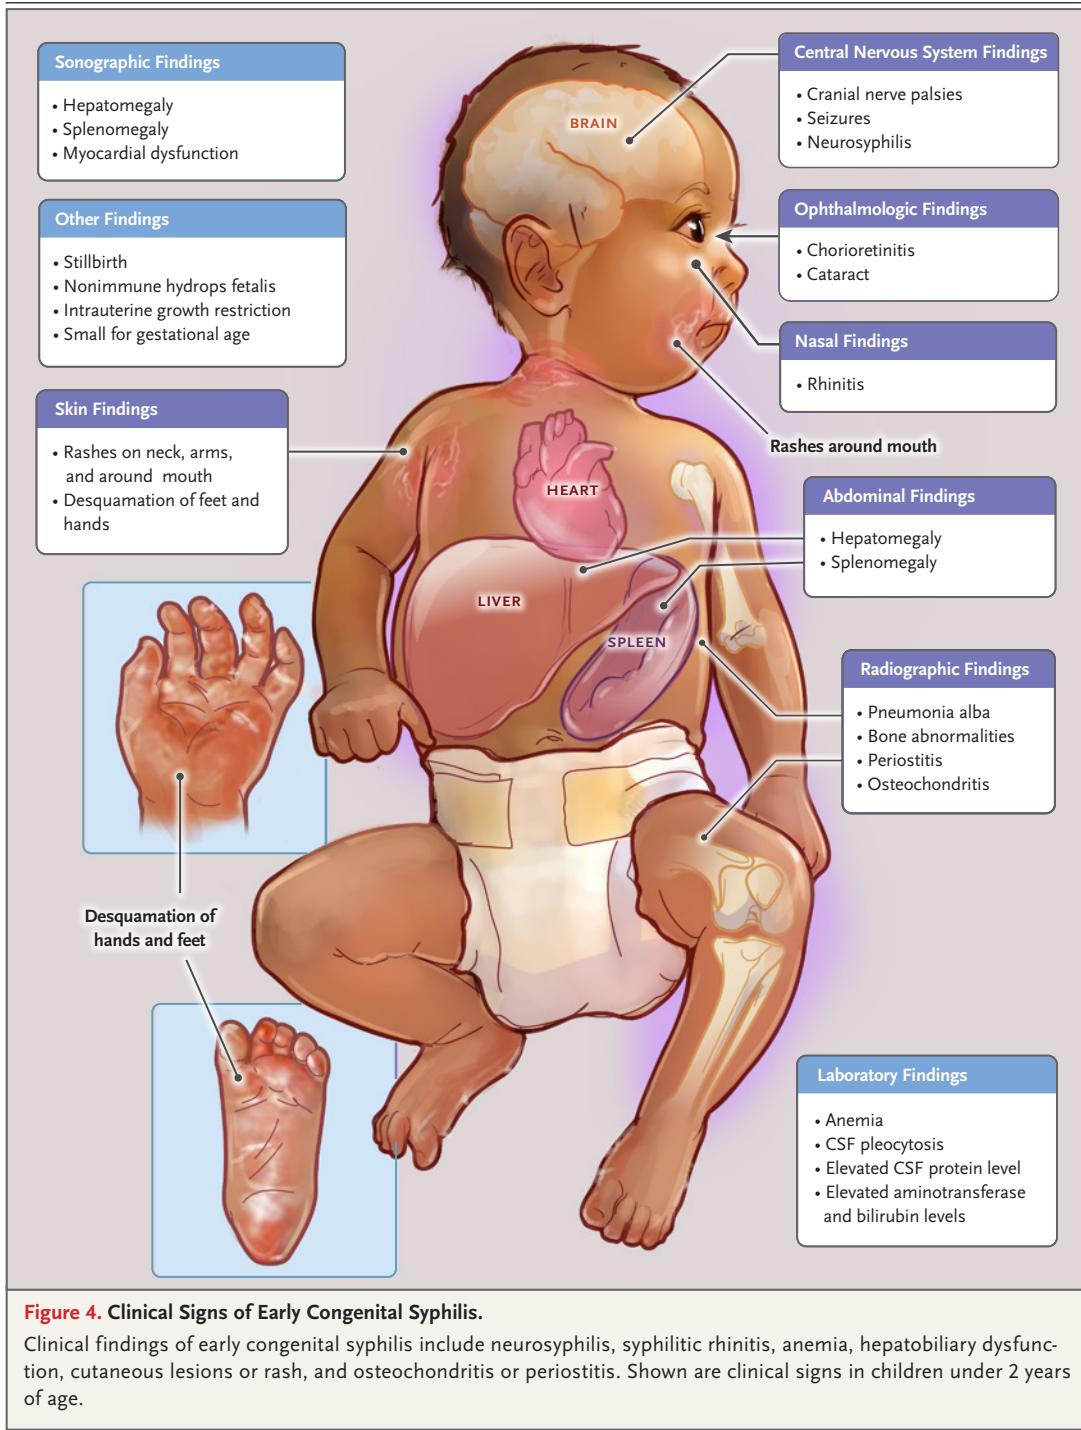 Sonographic Findings
• Hepatomegaly
• Splenomegaly
• Myocardial dysfunction
Other Findings
• Stillbirth
• Nonimmune hydrops fetalis
• Intrauterine growth restriction
• Small for gestational age
Skin Findings
• Rashes on neck, arms,
and around mouth
• Desquamation of feet and
hands
Desquamation of
hands and feet
BRAIN
HEART
LIVER
SPLEEN
Central Nervous System Findings
• Cranial nerve palsies
• Seizures
• Neurosyphilis
Ophthalmologic Findings
• Chorioretinitis
• Cataract
Nasal Findings
• Rhinitis
Rashes around mouth
Abdominal Findings
• Hepatomegaly
• Splenomegaly
Radiographic Findings
• Pneumonia alba
• Bone abnormalities
• Periostitis
• Osteochondritis
Laboratory Findings
• Anemia
• CSF pleocytosis
• Elevated CSF protein level
• Elevated aminotransferase
and bilirubin levels
Figure 4. Clinical Signs of Early Congenital Syphilis.
Clinical findings of early congenital syphilis include neurosyphilis, syphilitic rhinitis, anemia, hepatobiliary dysfunc-
tion, cutaneous lesions or rash, and osteochondritis or periostitis. Shown are clinical signs in children under 2 years
of age.